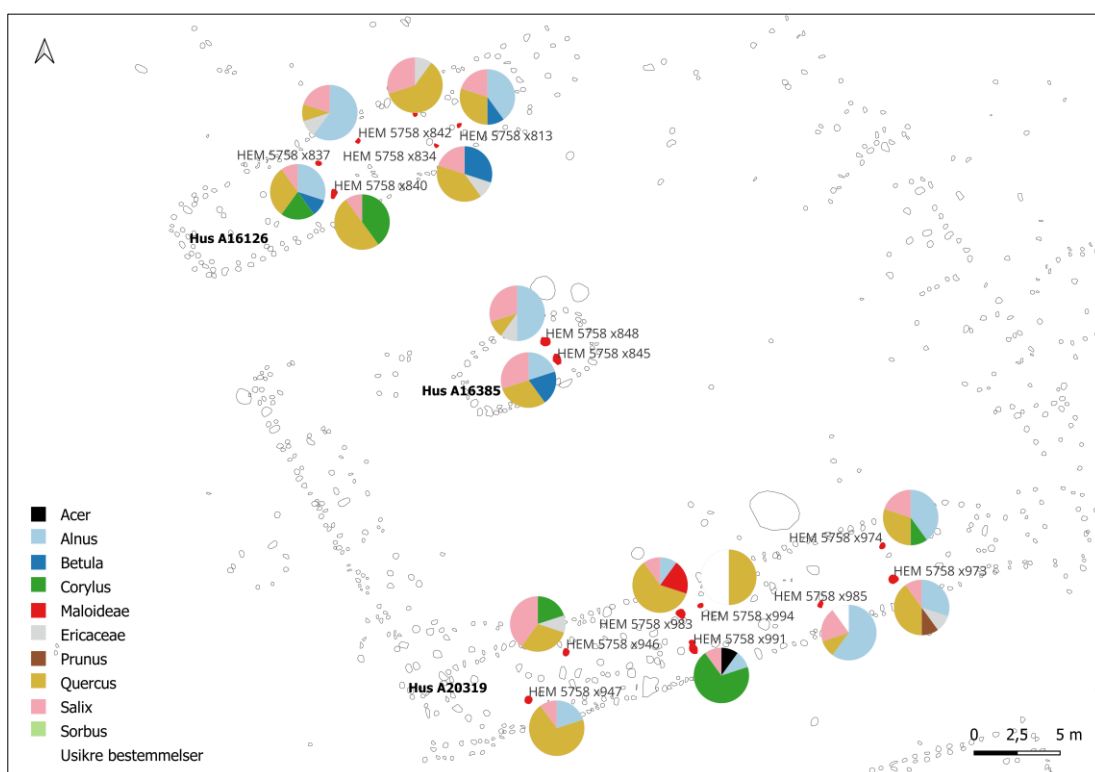 HEM 5758 x842
HEM 5758 x813
HEM 5758 x837
HEM 5758 x834
HEM 5758 x840
Hus A16126
HEM 5758 x848
HEM 5758 x845
Hus A16385
Acer
Alnus
Betula
Corylus
Maloideae
Ericaceae
Prunus
Quercus
Salix
Sorbus
Usikre bestemmelser
HEM 5758 x974
HEM 5758 x973
HEM 5758 x985
HEM 5758 x994
HEM 5758 x983
HEM 5758 x991
HEM 5758 x946
Hus A20319
HEM 5758 x947
0 2,5 5 m